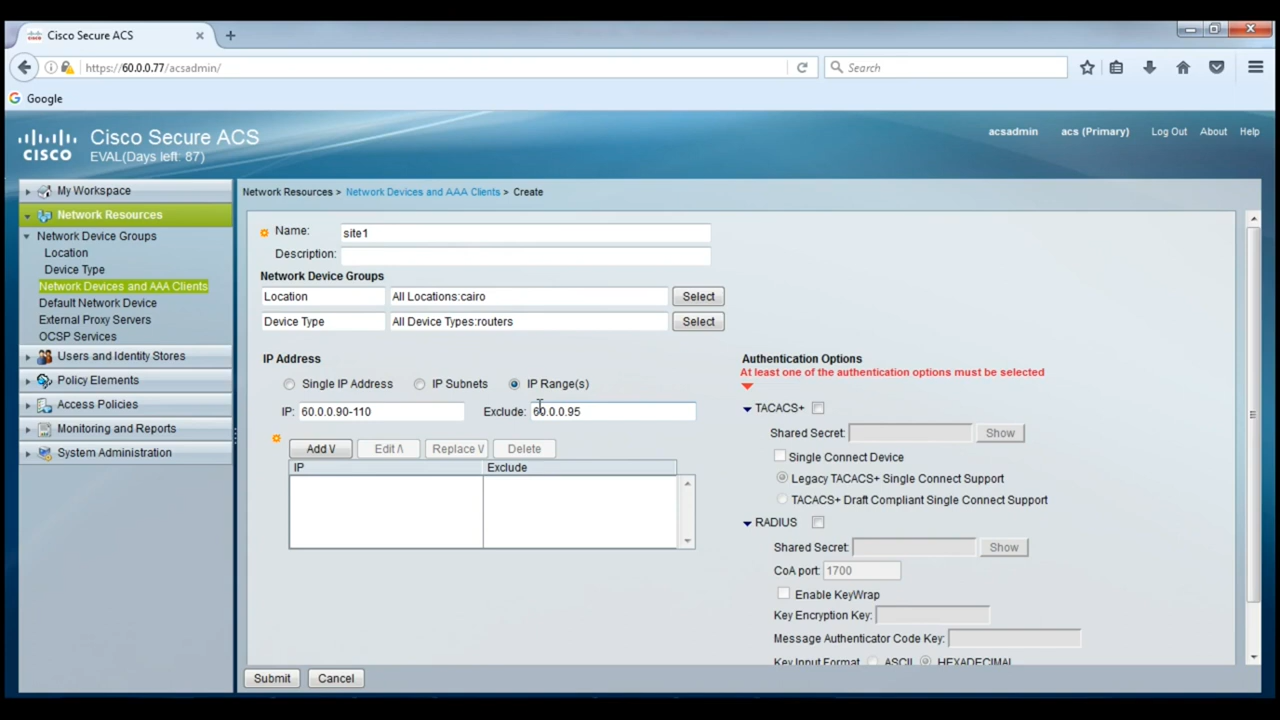 Cisco Secure ACS
https://60.0.0.77/acsadmin/
Search
Google
Cisco Secure ACS
CISCO
EVAL(Days left: 87)
acsadmin acs (Primary) Log Out About Help
My Workspace
Network Resources
Network Device Groups
Location
Device Type
Network Devices and AAA Clients
Default Network Device
External Proxy Servers
OCSP Services
Users and Identity Stores
Policy Elements
Access Policies
Monitoring and Reports
System Administration
Network Resources > Network Devices and AAA Clients > Create
Name: site1
Description:
Network Device Groups
Location All Locations:cairo Select
Device Type All Device Types:routers Select
IP Address
Single IP Address IP Subnets IP Range(s)
IP: 60.0.0.90-110 Exclude: 60.0.0.95
Add V Edit Λ Replace V Delete
IP Exclude
Authentication Options
At least one of the authentication options must be selected
TACACS+
Shared Secret: Show
Single Connect Device
Legacy TACACS+ Single Connect Support
TACACS+ Draft Compliant Single Connect Support
RADIUS
Shared Secret: Show
CoA port: 1700
Enable KeyWrap
Key Encryption Key:
Message Authenticator Code Key:
Key Input Format ASCII HEXADECIMAL
Submit Cancel